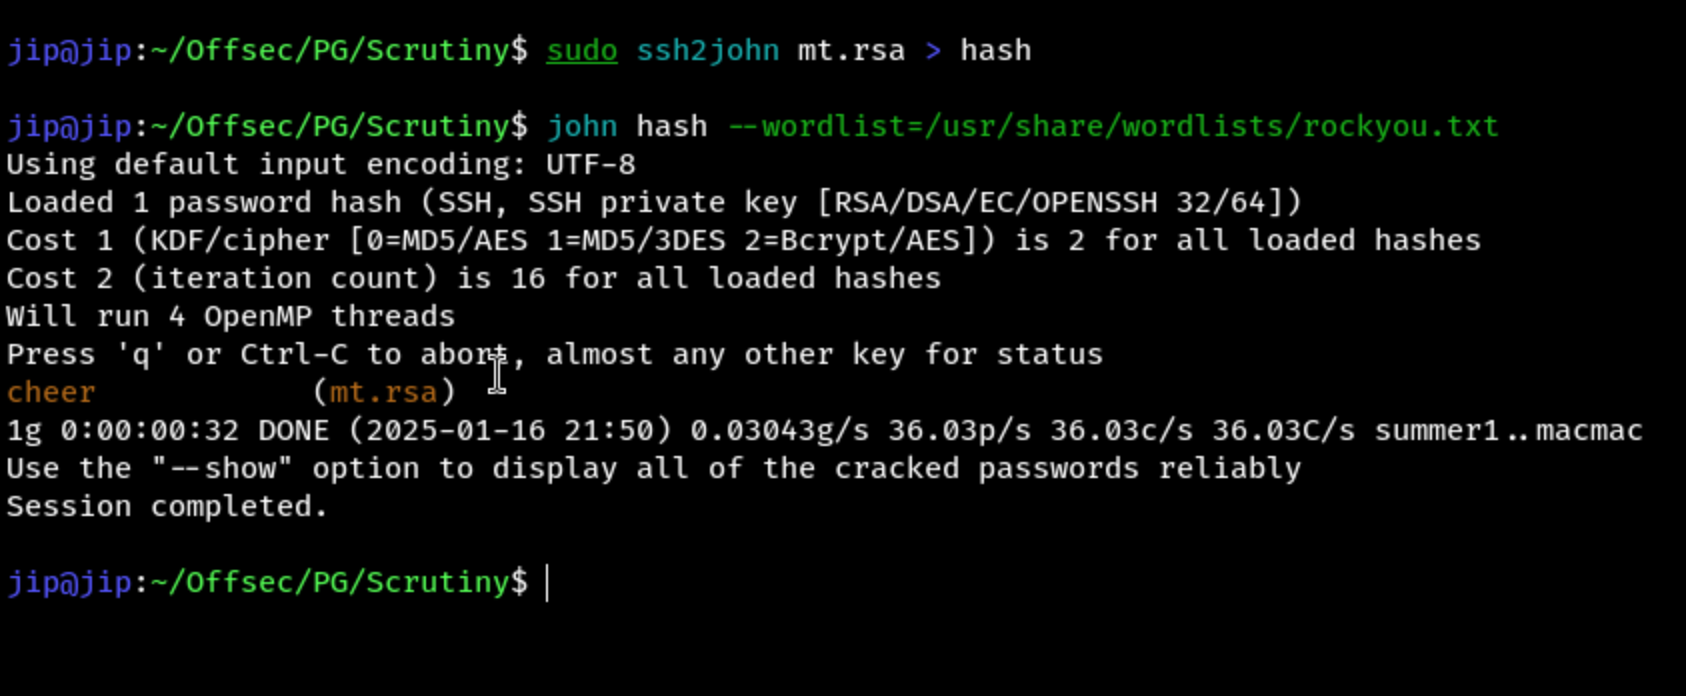 jip@jip:~/Offsec/PG/Scrutiny$ sudo ssh2john mt.rsa > hash
jip@jip:~/Offsec/PG/Scrutiny$ john hash --wordlist=/usr/share/wordlists/rockyou.txt
Using default input encoding: UTF-8
Loaded 1 password hash (SSH, SSH private key [RSA/DSA/EC/OPENSSH 32/64])
Cost 1 (KDF/cipher [0=MD5/AES 1=MD5/3DES 2=Bcrypt/AES]) is 2 for all loaded hashes
Cost 2 (iteration count) is 16 for all loaded hashes
Will run 4 OpenMP threads
Press 'q' or Ctrl-C to abort, almost any other key for status
cheer            (mt.rsa)
1g 0:00:00:32 DONE (2025-01-16 21:50) 0.03043g/s 36.03p/s 36.03c/s 36.03C/s summer1..macmac
Use the "--show" option to display all of the cracked passwords reliably
Session completed.
jip@jip:~/Offsec/PG/Scrutiny$